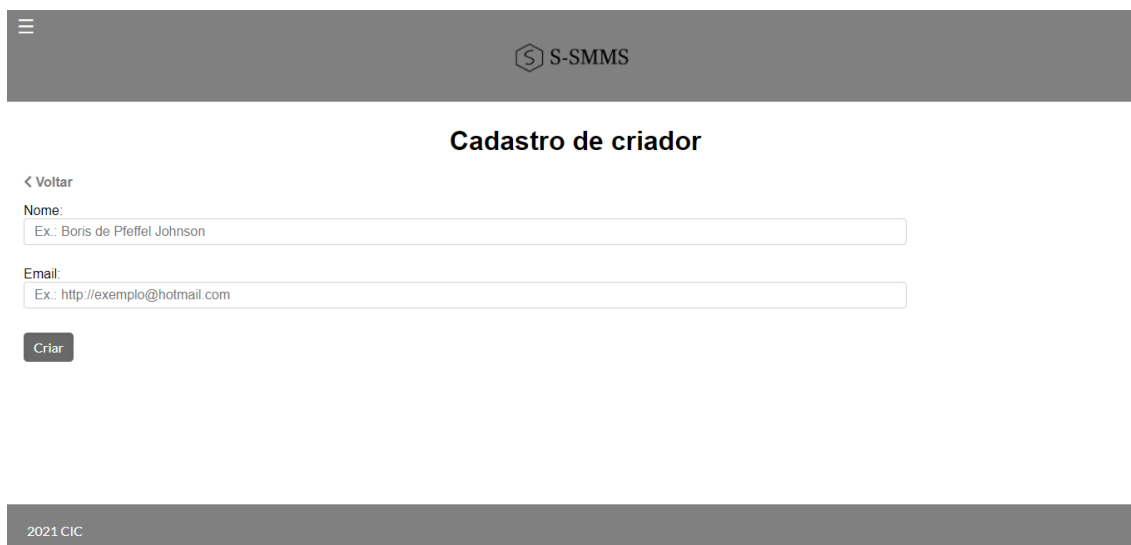 S-SMMS
Cadastro de criador
Voltar
Nome:
Ex.: Boris de Pfeffel Johnson
Email:
Ex.: http://exemplo@hotmail.com
Criar
2021 CIC